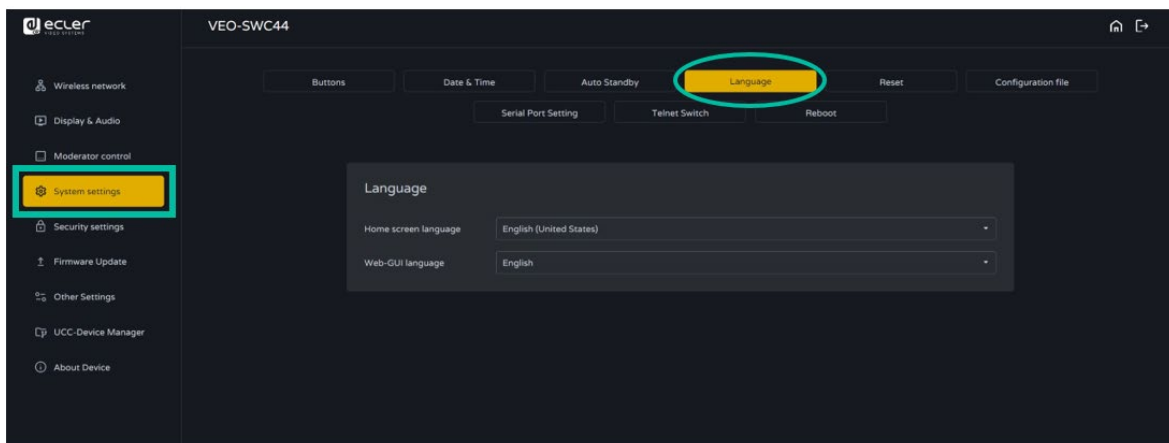 ecler
VIDEO SYSTEMS
VEO-SWC44
Wireless network
Display & Audio
Moderator control
System settings
Security settings
Firmware Update
Other Settings
UCC-Device Manager
About Device
Buttons Date & Time Auto Standby Language Reset Configuration file
Serial Port Setting Telnet Switch Reboot
Language
Home screen language English (United States)
Web-GUI language English